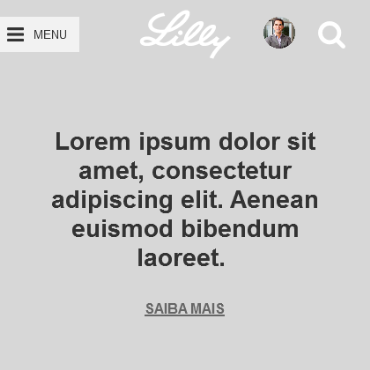 MENU
Lilly
Lorem ipsum dolor sit
amet, consectetur
adipiscing elit. Aenean
euismod bibendum
laoreet.
SAIBA MAIS